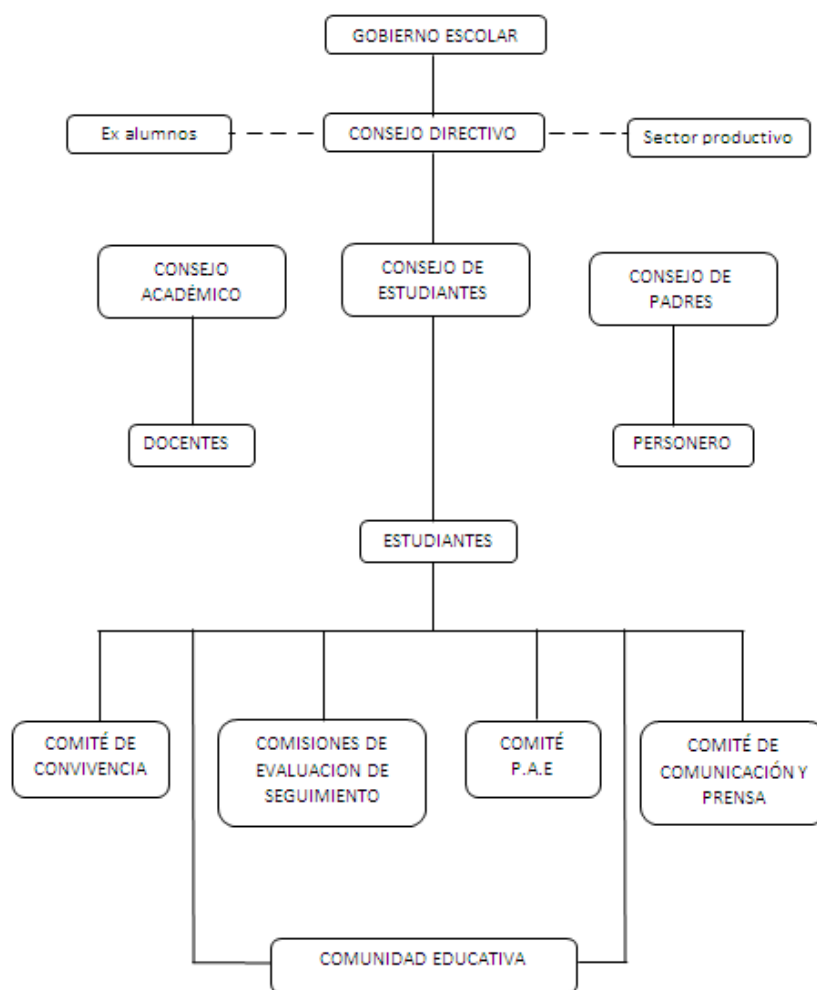 GOBIERNO ESCOLAR
Ex alumnos
CONSEJO DIRECTIVO
Sector productivo
CONSEJO
ACADÉMICO
CONSEJO DE
ESTUDIANTES
CONSEJO DE
PADRES
DOCENTES
PERSONERO
ESTUDIANTES
COMITÉ DE
CONVIVENCIA
COMISIONES DE
EVALUACION DE
SEGUIMIENTO
COMITÉ
P.A.E
COMITÉ DE
COMUNICACIÓN Y
PRENSA
COMUNIDAD EDUCATIVA